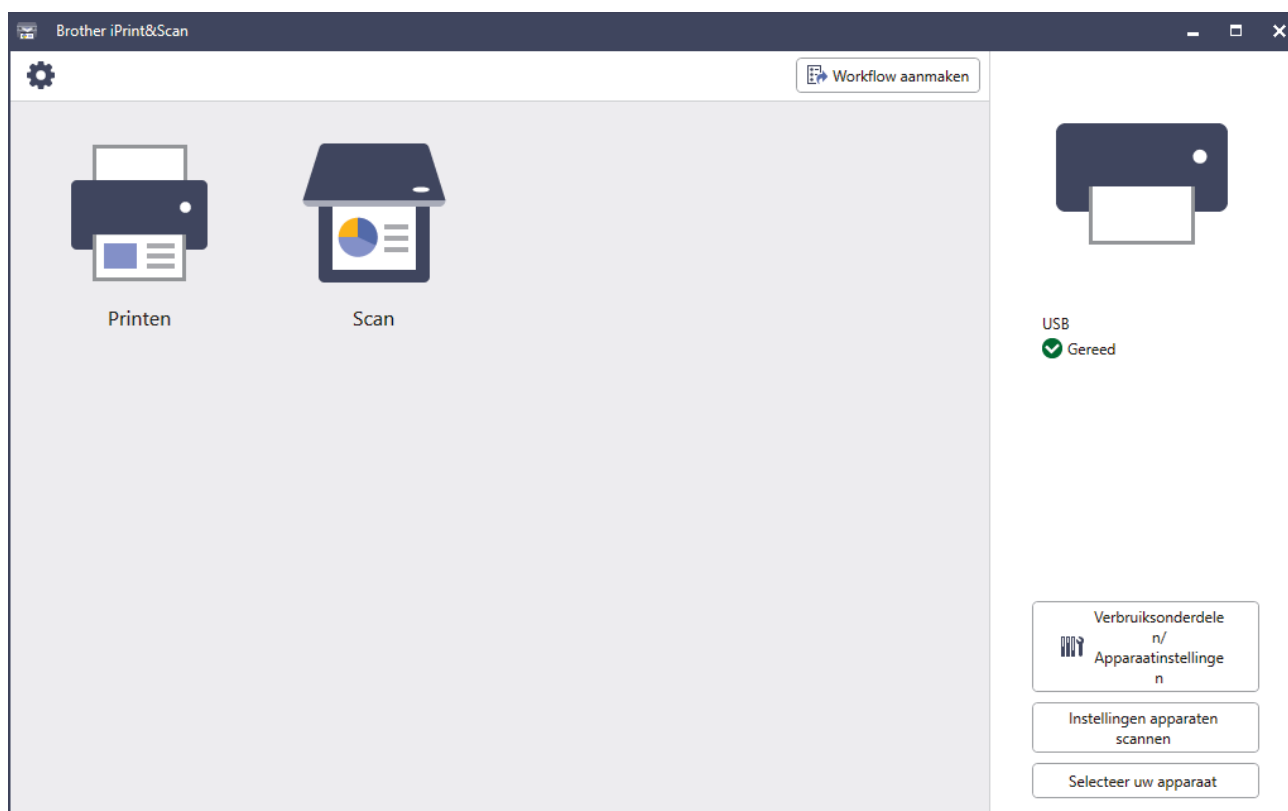 Brother iPrint&Scan
Workflow aanmaken
Printen
Scan
USB
Gereed
Verbruiksonderdele
n/
Apparaatinstellinge
n
Instellingen apparaten
scannen
Selecteer uw apparaat